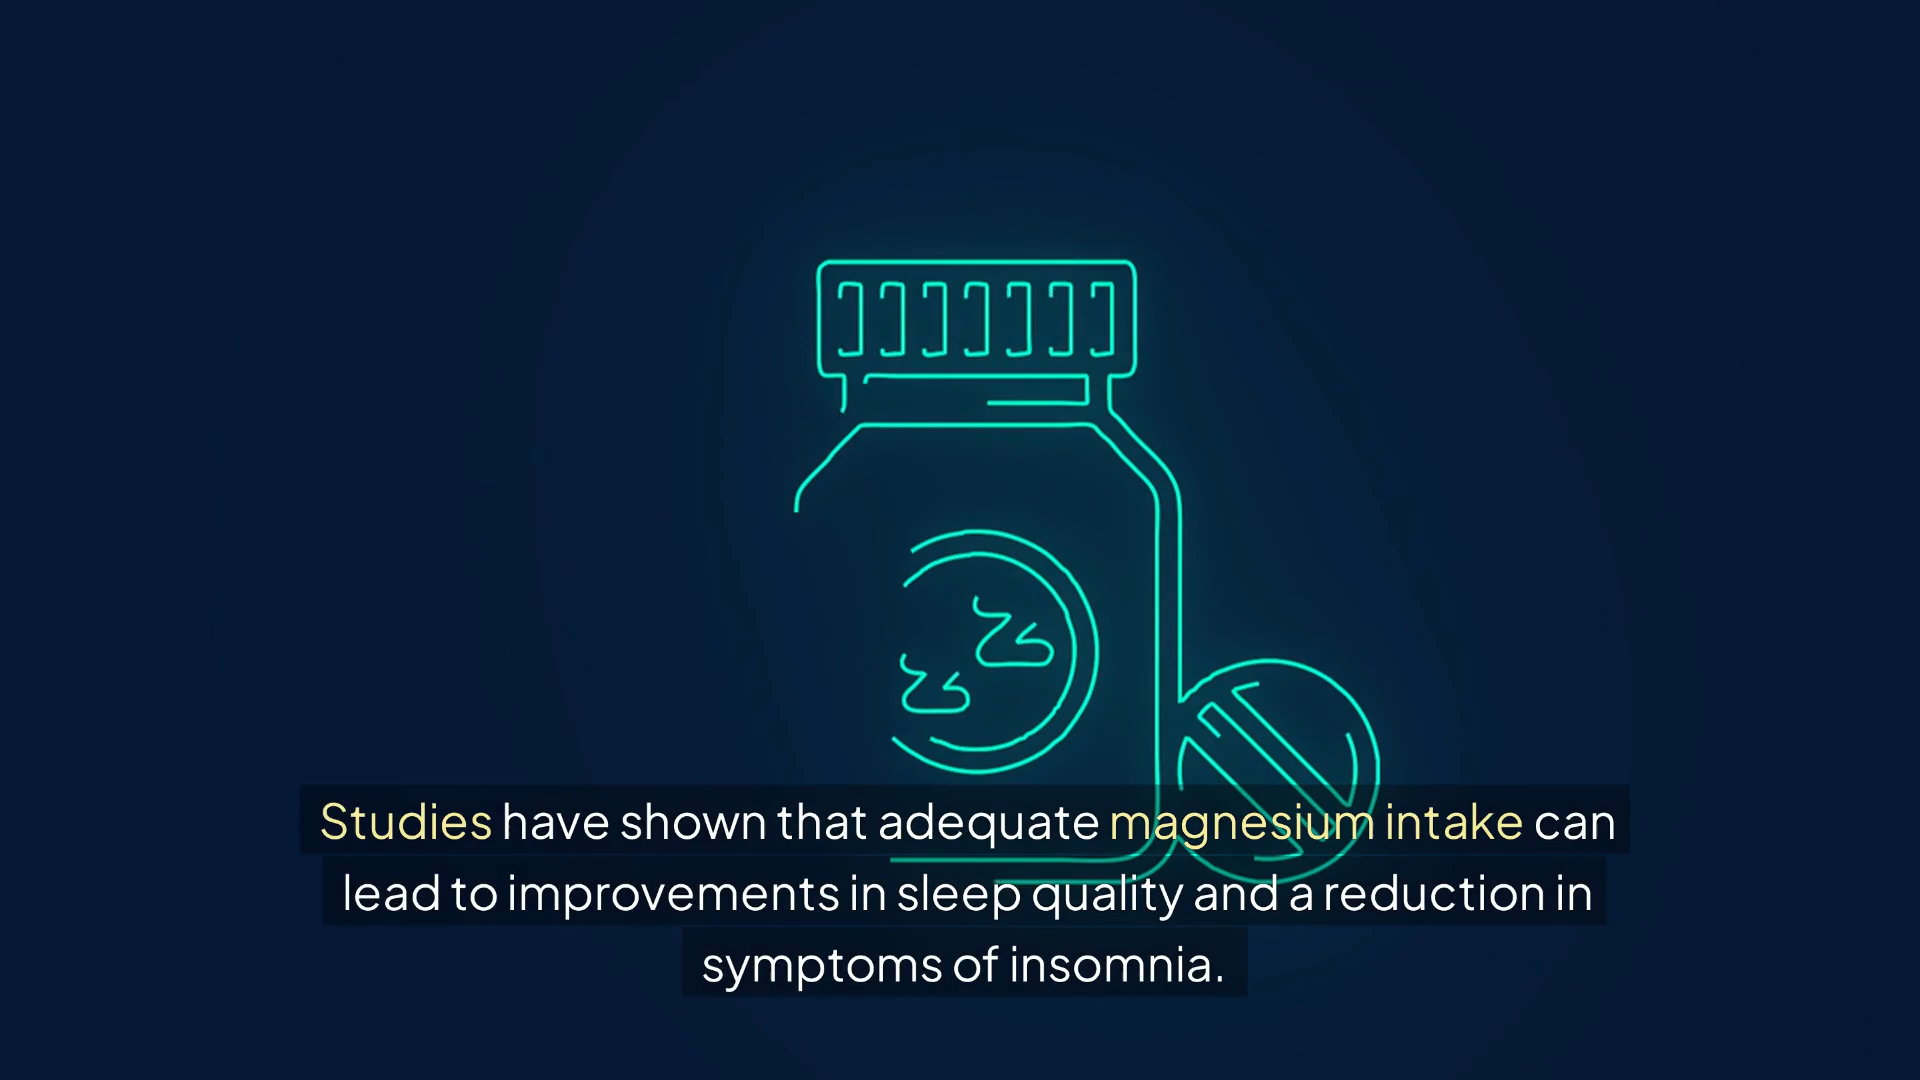 Studies have shown that adequate magnesium intake can
lead to improvements in sleep quality and a reduction in
symptoms of insomnia.